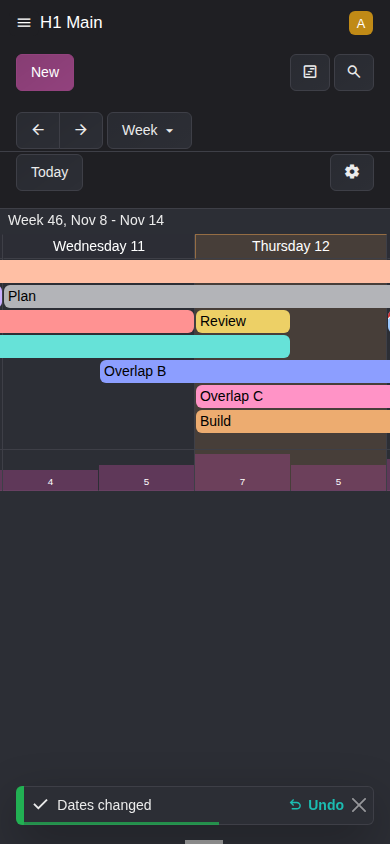 H1 Main
A
New
Week
Today
Week 46, Nov 8 - Nov 14
Wednesday 11
Thursday 12
Plan
Review
Overlap B
Overlap C
Build
4
5
7
5
Dates changed
Undo